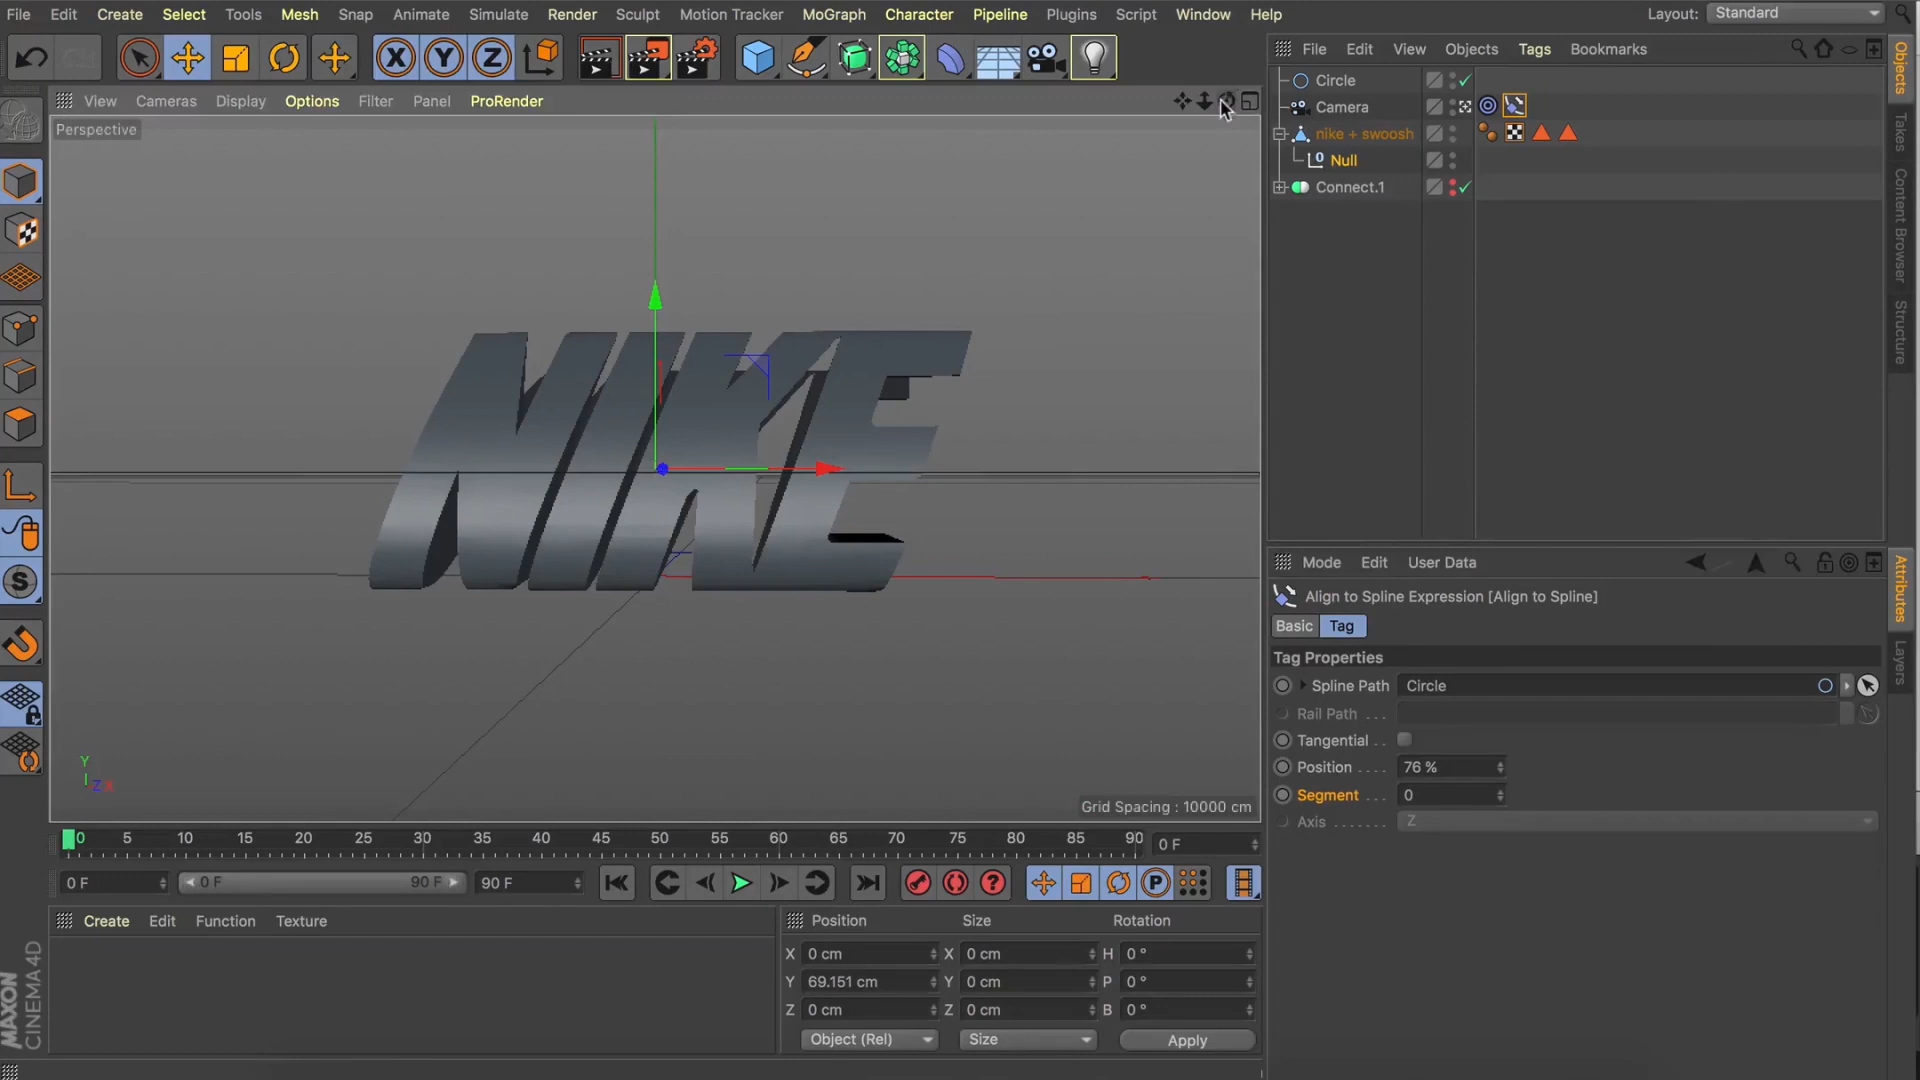 File Edit Create Select Tools Mesh Snap Animate Simulate Render Sculpt Motion Tracker MoGraph Character Pipeline Plugins Script Window Help Layout: Standard
X Y Z
File Edit View Objects Tags Bookmarks
View Cameras Display Options Filter Panel ProRender
Perspective
Circle
Camera
nike + swoosh
Null
Connect.1
Objects
Takes
Content Browser
Structure
NIKE
Y
Z X
Grid Spacing : 10000 cm
Mode Edit User Data
Align to Spline Expression [Align to Spline]
Basic Tag
Tag Properties
Spline Path Circle
Rail Path . . .
Tangential . .
Position . . . . 76 %
Segment . . . 0
Axis . . . . . . . Z
Attributes
Layers
0 5 10 15 20 25 30 35 40 45 50 55 60 65 70 75 80 85 90 0 F
0 F 0 F 90 F 90 F
Create Edit Function Texture
Position Size Rotation
X 0 cm X 0 cm H 0 °
Y 69.151 cm Y 0 cm P 0 °
Z 0 cm Z 0 cm B 0 °
Object (Rel) Size Apply
MAXON
CINEMA 4D